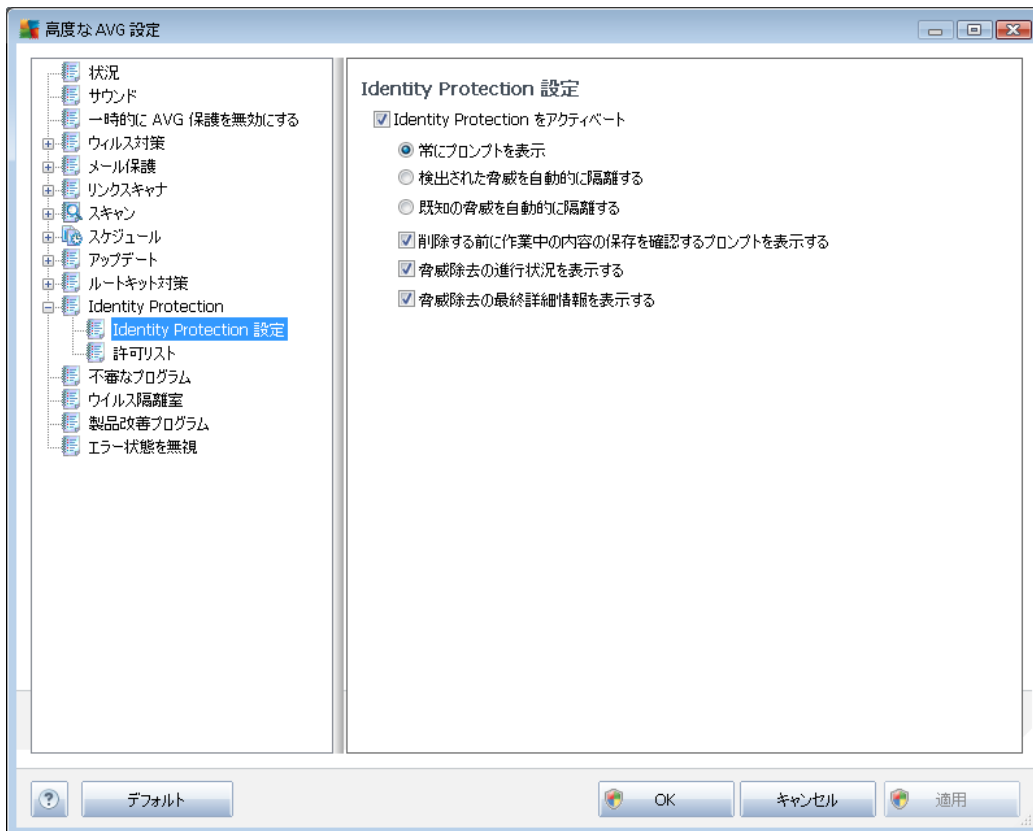 高度な AVG 設定
状況
サウンド
一時的に AVG 保護を無効にする
ウィルス対策
メール保護
リンクスキャナ
スキャン
スケジュール
アップデート
ルートキット対策
Identity Protection
Identity Protection 設定
許可リスト
不審なプログラム
ウイルス隔離室
製品改善プログラム
エラー状態を無視
Identity Protection 設定
Identity Protection をアクティベート
常にプロンプトを表示
検出された脅威を自動的に隔離する
既知の脅威を自動的に隔離する
削除する前に作業中の内容の保存を確認するプロンプトを表示する
脅威除去の進行状況を表示する
脅威除去の最終詳細情報を表示する
? デフォルト OK キャンセル 適用